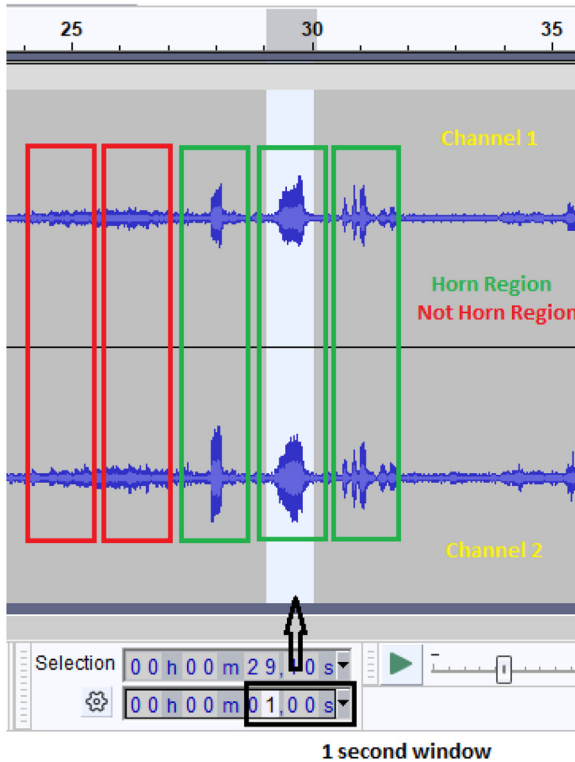 25 30 35
Channel 1
Horn Region
Not Horn Region
Channel 2
Selection 00h00m29,
00h00m01,00s
1 second window